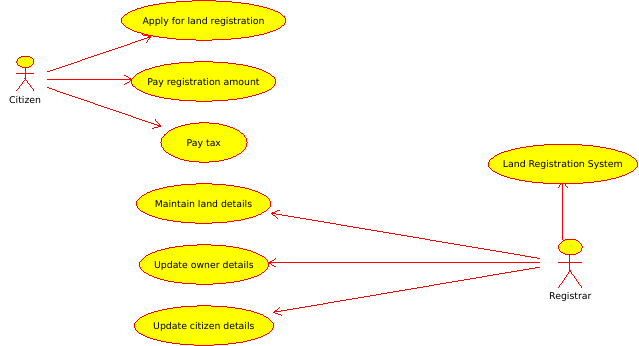 Apply for land registration
Pay registration amount
Citizen
Pay tax
Land Registration System
Maintain land details
Update owner details
Registrar
Update citizen details